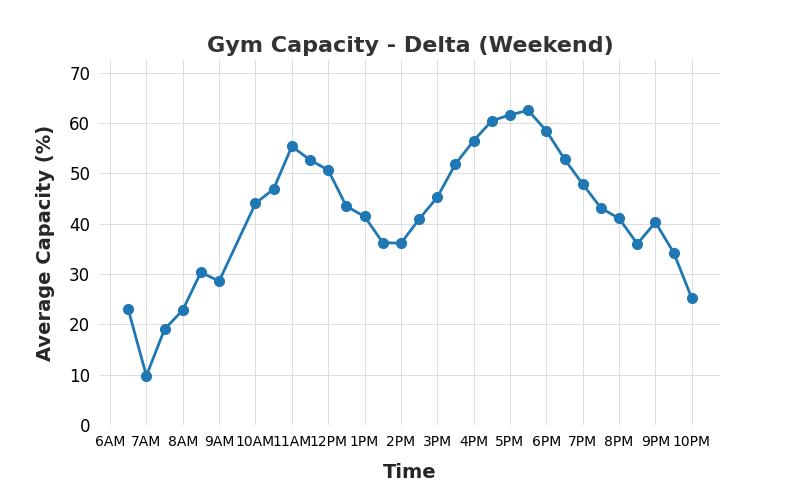 Gym Capacity - Delta (Weekend)
Average Capacity (%)
70
60
50
40
30
20
10
0
6AM 7AM 8AM 9AM 10AM 11AM 12PM 1PM 2PM 3PM 4PM 5PM 6PM 7PM 8PM 9PM 10PM
Time